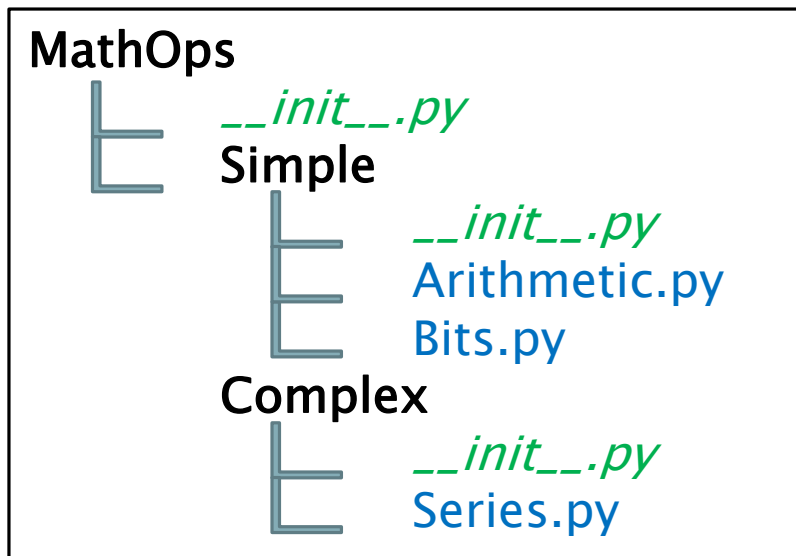 MathOps
__init__.py
Simple
__init__.py
Arithmetic.py
Bits.py
Complex
__init__.py
Series.py